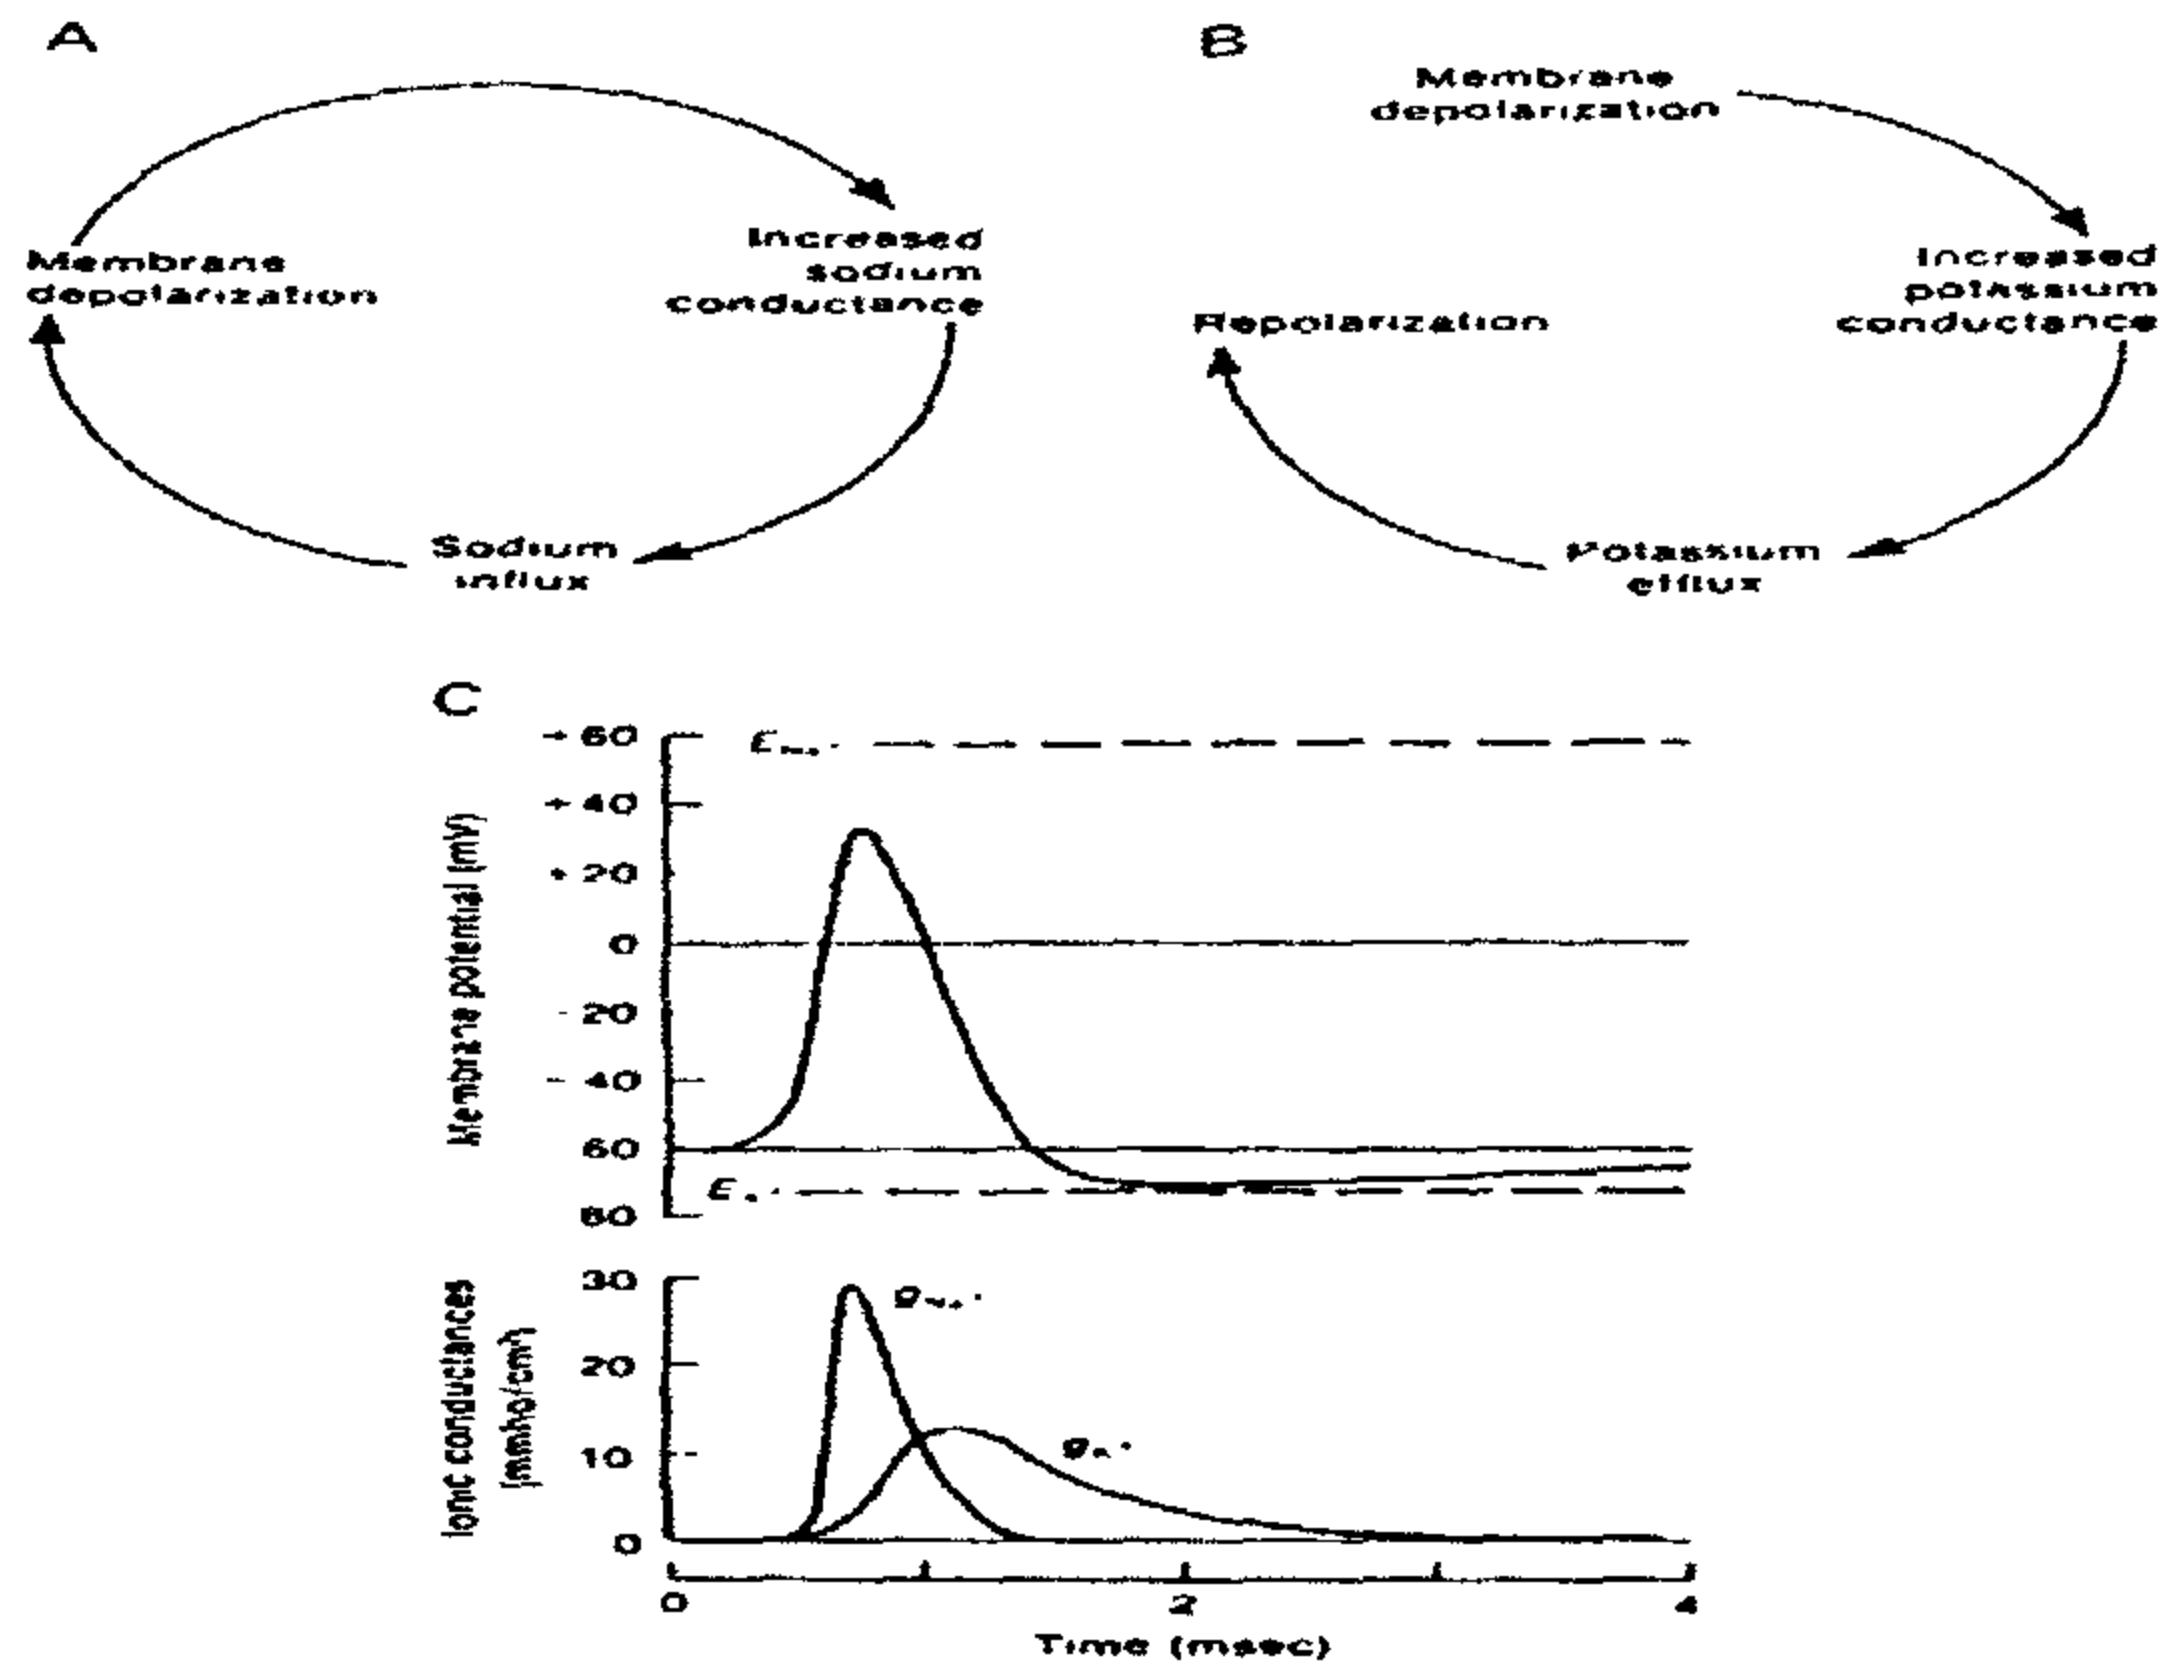 A
Membrane
depolarization
Increased
sodium
conductance
Sodium
influx
B
Membrane
depolarization
Increased
potassium
conductance
Repolarization
Potassium
efflux
C
Membrane potential (mV)
+ 60
+ 40
+ 20
0
- 20
- 40
60
80
Ionic conductances
(mmho/cm²)
30
20
10
0
0
2
4
Time (msec)